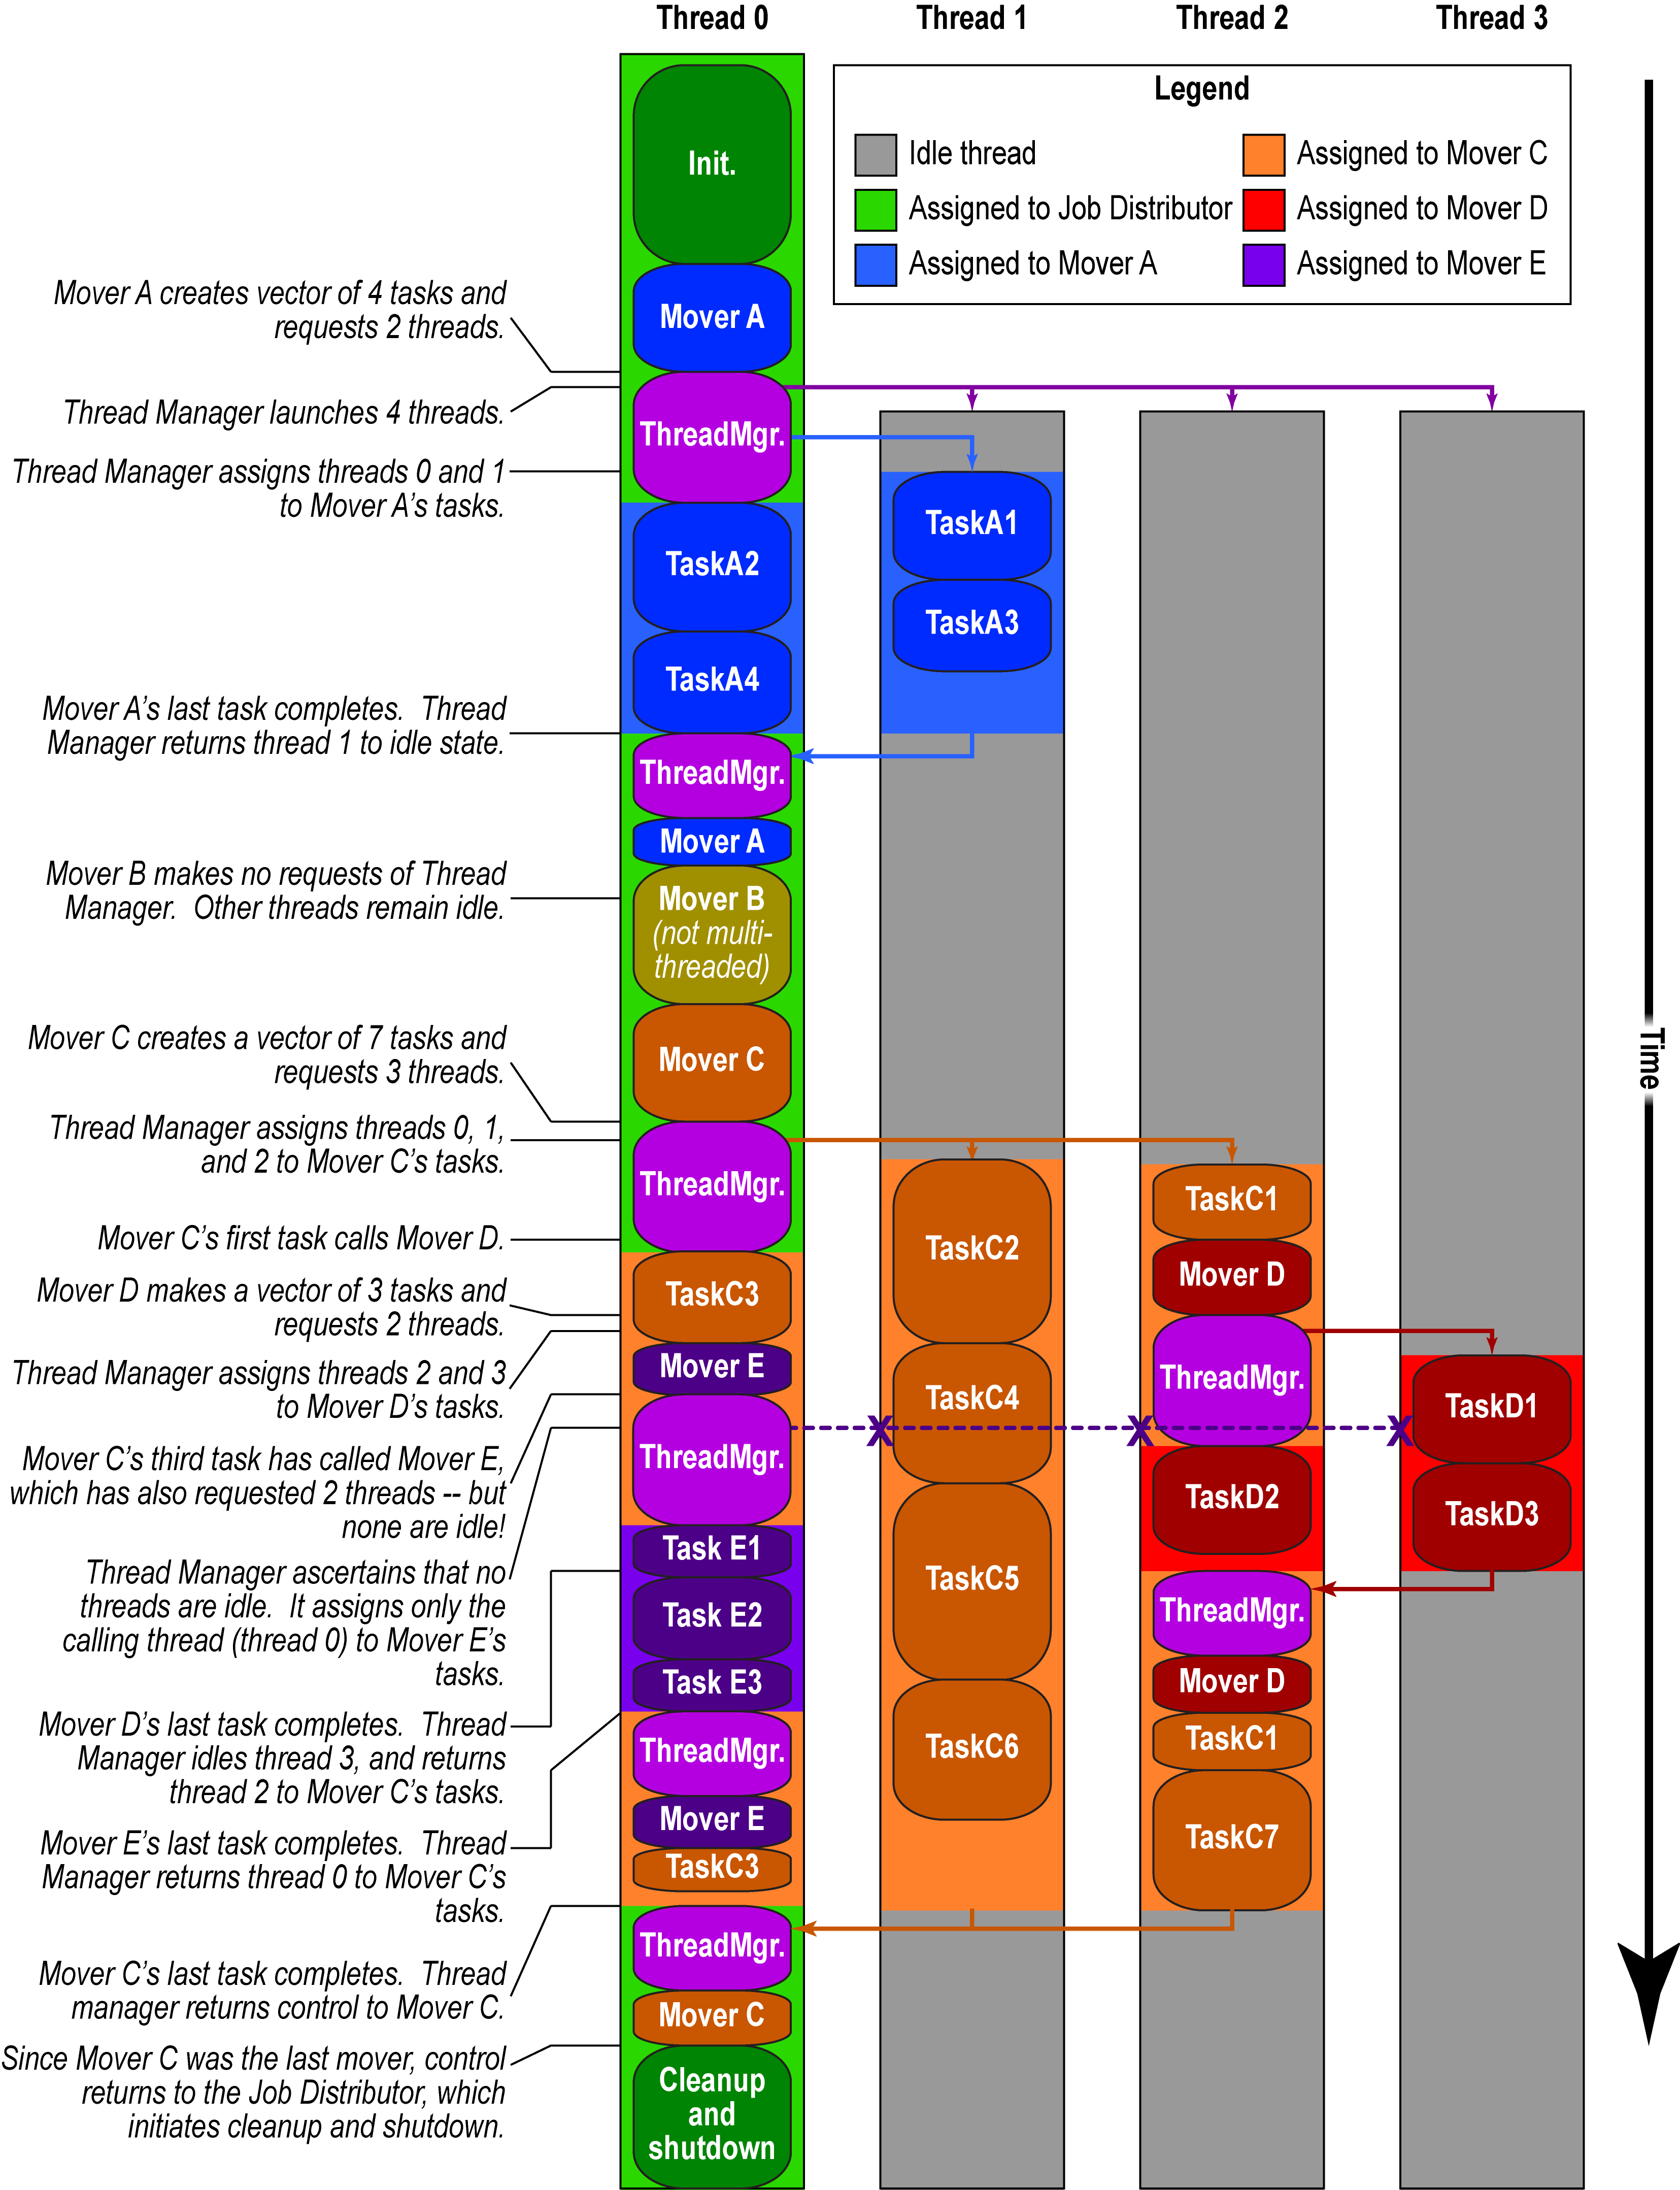 Thread 0
Thread 1
Thread 2
Thread 3
Legend
Idle thread
Assigned to Job Distributor
Assigned to Mover A
Assigned to Mover C
Assigned to Mover D
Assigned to Mover E
Time
Mover A creates vector of 4 tasks and
requests 2 threads.
Thread Manager launches 4 threads.
Thread Manager assigns threads 0 and 1
to Mover A’s tasks.
Mover A’s last task completes.  Thread
Manager returns thread 1 to idle state.
Mover B makes no requests of Thread
Manager.  Other threads remain idle.
Mover C creates a vector of 7 tasks and
requests 3 threads.
Thread Manager assigns threads 0, 1,
and 2 to Mover C’s tasks.
Mover C’s first task calls Mover D.
Mover D makes a vector of 3 tasks and
requests 2 threads.
Thread Manager assigns threads 2 and 3
to Mover D’s tasks.
Mover C’s third task has called Mover E,
which has also requested 2 threads -- but
none are idle!
Thread Manager ascertains that no
threads are idle.  It assigns only the
calling thread (thread 0) to Mover E’s
tasks.
Mover D’s last task completes.  Thread
Manager idles thread 3, and returns
thread 2 to Mover C’s tasks.
Mover E’s last task completes.  Thread
Manager returns thread 0 to Mover C’s
tasks.
Mover C’s last task completes.  Thread
manager returns control to Mover C.
Since Mover C was the last mover, control
returns to the Job Distributor, which
initiates cleanup and shutdown.
Init.
Mover A
ThreadMgr.
TaskA2
TaskA4
ThreadMgr.
Mover A
Mover B
(not multi-
threaded)
Mover C
ThreadMgr.
TaskC3
Mover E
ThreadMgr.
Task E1
Task E2
Task E3
ThreadMgr.
Mover E
TaskC3
ThreadMgr.
Mover C
Cleanup
and
shutdown
TaskA1
TaskA3
TaskC2
TaskC4
TaskC5
TaskC6
TaskC1
Mover D
ThreadMgr.
TaskD2
ThreadMgr.
Mover D
TaskC1
TaskC7
TaskD1
TaskD3
X
X
X